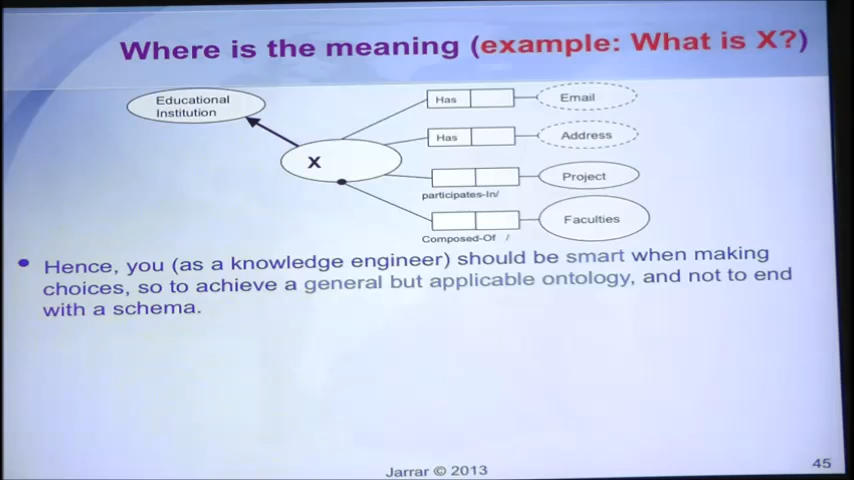 Where is the meaning (example: What is X?)
Educational
Institution
X
Has
Email
Has
Address
participates-In/
Project
Composed-Of /
Faculties
Hence, you (as a knowledge engineer) should be smart when making
choices, so to achieve a general but applicable ontology, and not to end
with a schema.
Jarrar © 2013
45